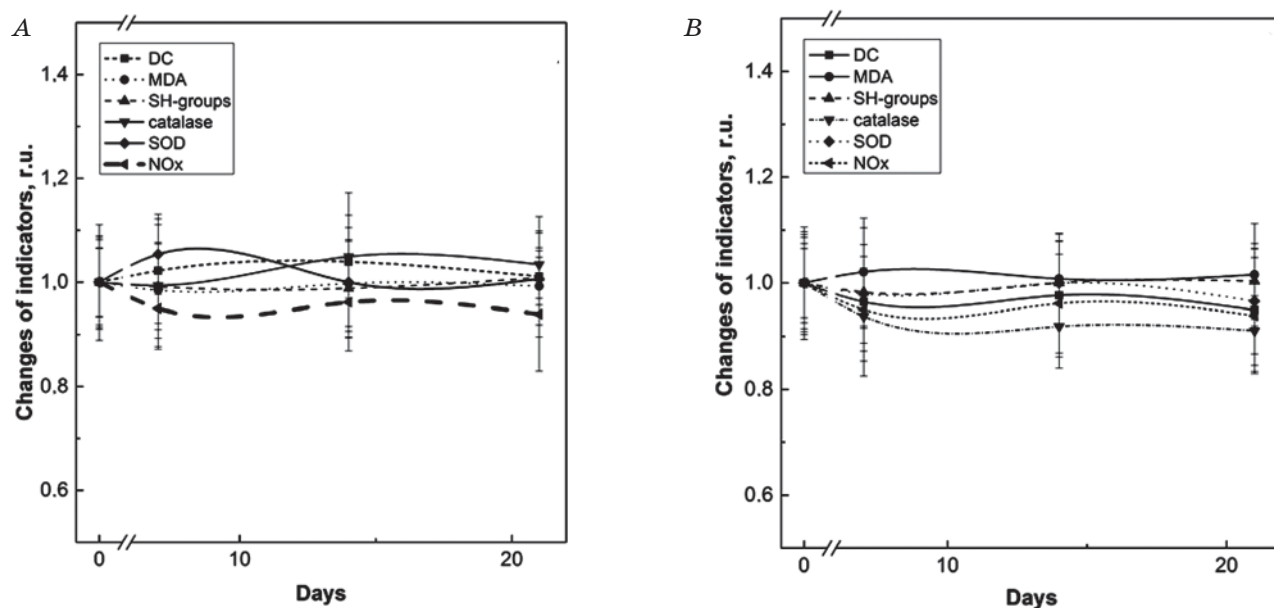 A
DC
MDA
SH-groups
catalase
SOD
NOx
Changes of indicators, r.u.
1.4
1.2
1.0
0.8
0.6
0
10
20
Days
B
DC
MDA
SH-groups
catalase
SOD
NOx
Changes of indicators, r.u.
1.4
1.2
1.0
0.8
0.6
0
10
20
Days